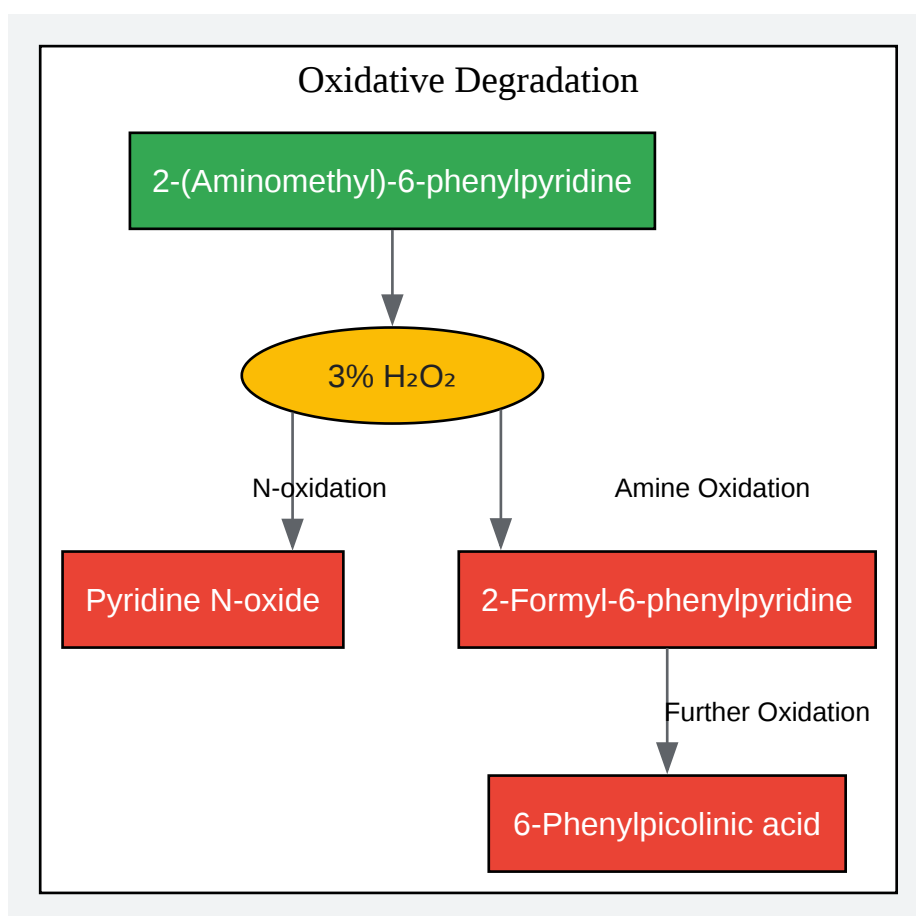 Oxidative Degradation
2-(Aminomethyl)-6-phenylpyridine
3% H₂O₂
N-oxidation
Amine Oxidation
Pyridine N-oxide
2-Formyl-6-phenylpyridine
Further Oxidation
6-Phenylpicolinic acid